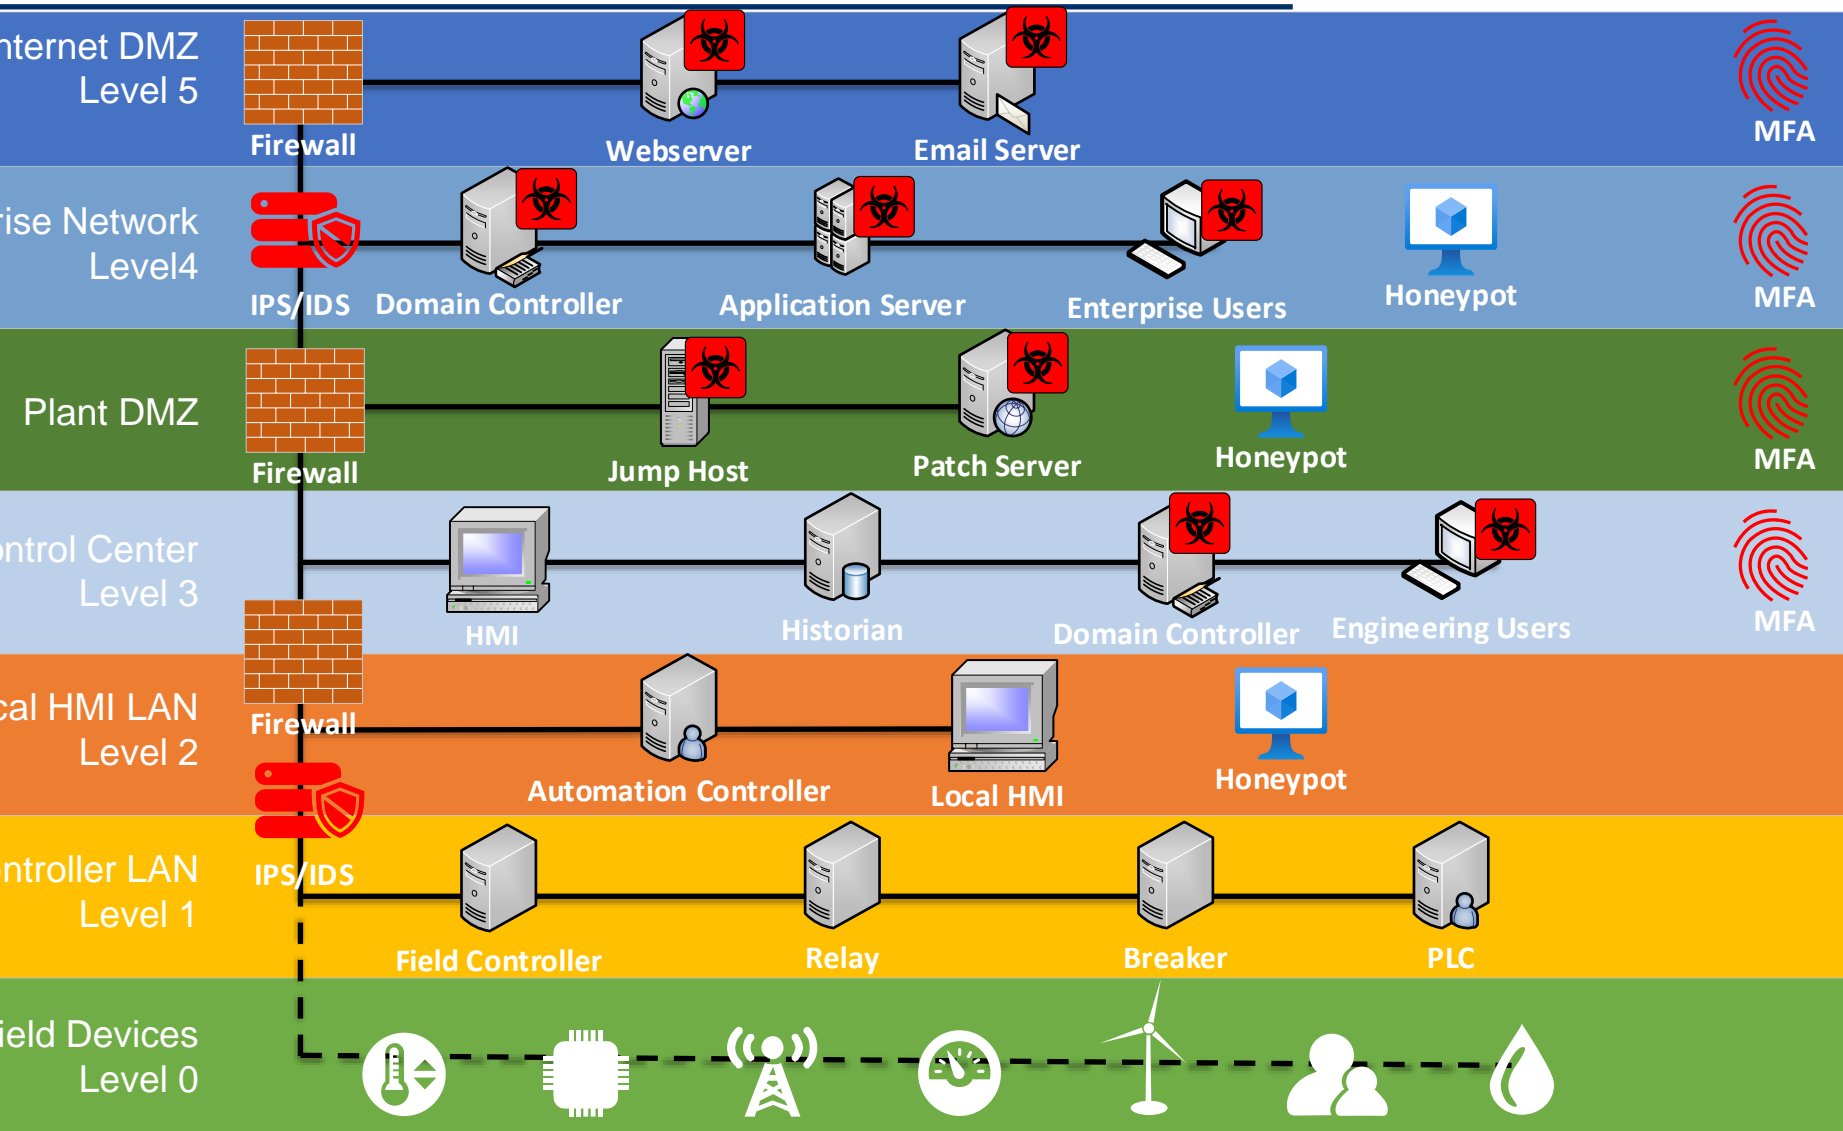 nternet DMZ
Level 5
Firewall
Webserver
Email Server
MFA
rise Network
Level4
IPS/IDS
Domain Controller
Application Server
Enterprise Users
Honeypot
MFA
Plant DMZ
Firewall
Jump Host
Patch Server
Honeypot
MFA
ntrol Center
Level 3
HMI
Historian
Domain Controller
Engineering Users
MFA
cal HMI LAN
Level 2
Firewall
Automation Controller
Local HMI
Honeypot
ntroller LAN
Level 1
IPS/IDS
Field Controller
Relay
Breaker
PLC
ield Devices
Level 0